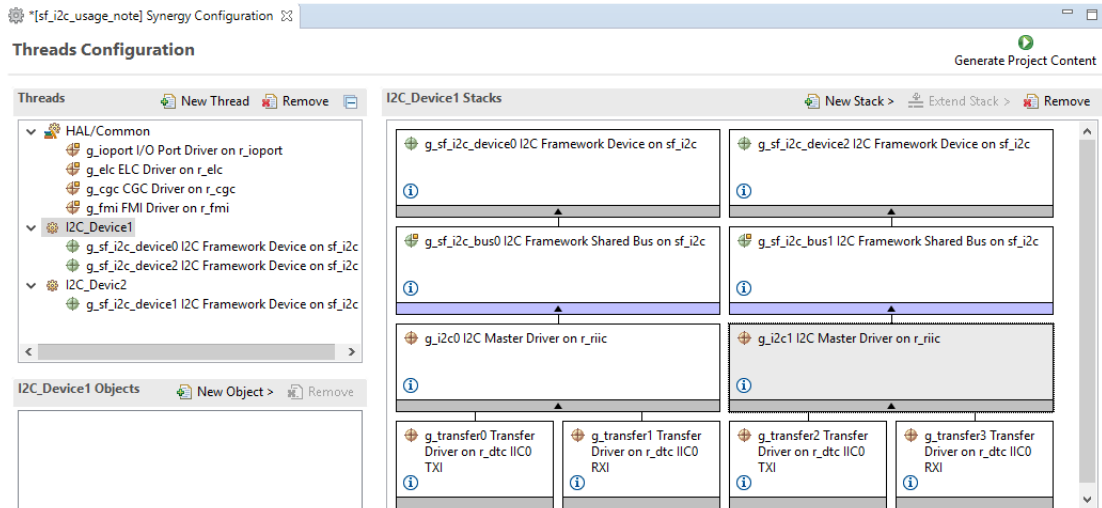 *[sf_i2c_usage_note] Synergy Configuration
Threads Configuration
Generate Project Content
Threads
New Thread
Remove
HAL/Common
g_ioport I/O Port Driver on r_ioport
g_elc ELC Driver on r_elc
g_cgc CGC Driver on r_cgc
g_fmi FMI Driver on r_fmi
I2C_Device1
g_sf_i2c_device0 I2C Framework Device on sf_i2c
g_sf_i2c_device2 I2C Framework Device on sf_i2c
I2C_Devic2
g_sf_i2c_device1 I2C Framework Device on sf_i2c
I2C_Device1 Objects
New Object >
Remove
I2C_Device1 Stacks
New Stack >
Extend Stack >
Remove
g_sf_i2c_device0 I2C Framework Device on sf_i2c
g_sf_i2c_device2 I2C Framework Device on sf_i2c
g_sf_i2c_bus0 I2C Framework Shared Bus on sf_i2c
g_sf_i2c_bus1 I2C Framework Shared Bus on sf_i2c
g_i2c0 I2C Master Driver on r_riic
g_i2c1 I2C Master Driver on r_riic
g_transfer0 Transfer
Driver on r_dtc IIC0
TXI
g_transfer1 Transfer
Driver on r_dtc IIC0
RXI
g_transfer2 Transfer
Driver on r_dtc IIC0
TXI
g_transfer3 Transfer
Driver on r_dtc IIC0
RXI